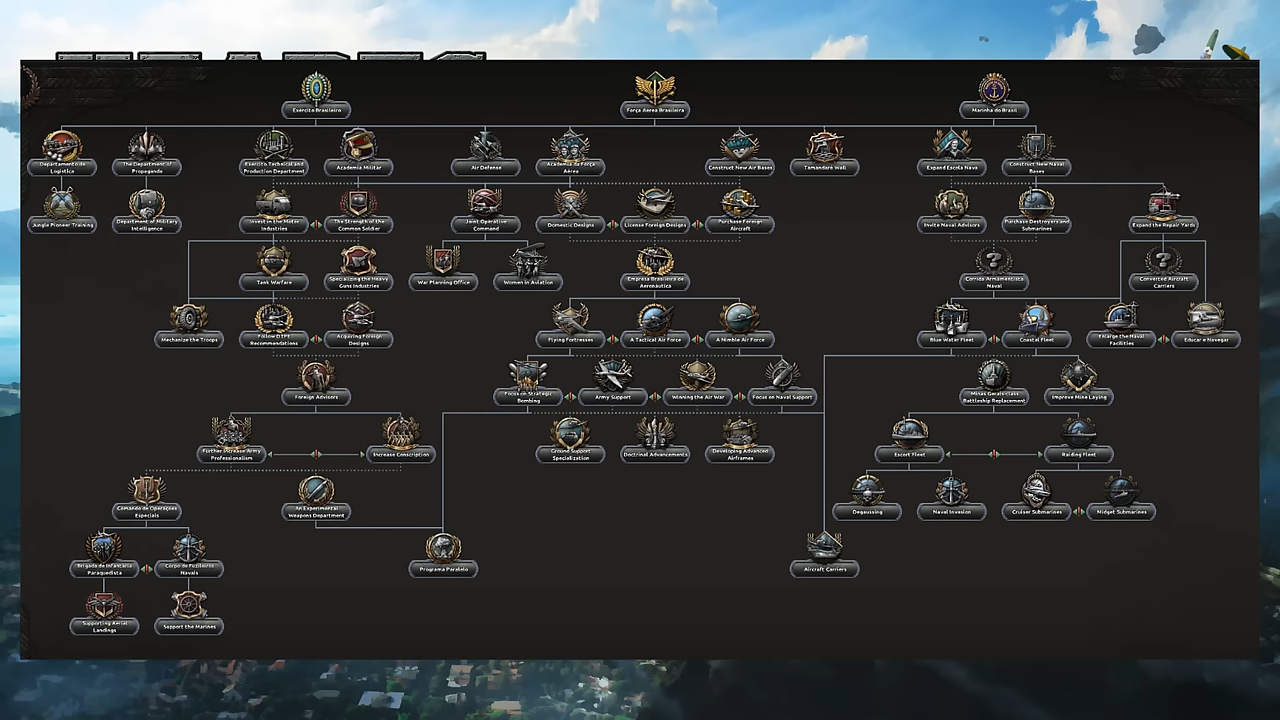 Exército Brasileiro
Força Aérea Brasileira
Marinha do Brasil
Departamento de
Logística
The Department of
Propaganda
Exército Technical and
Production Department
Academia Militar
Air Defense
Academia da Força
Aérea
Construct New Air Bases
Tamandare Wall
Expand Escola Nava
Construct New Naval
Bases
Jungle Pioneer Training
Department of Military
Intelligence
Invest in the Motor
Industries
The Strength of the
Common Soldier
Joint Operative
Command
Domestic Designs
License Foreign Designs
Purchase Foreign
Aircraft
Invite Naval Advisors
Purchase Destroyers and
Submarines
Expand the Repair Yards
Tank Warfare
Specializing the Heavy
Guns Industries
War Planning Office
Women in Aviation
Empresa Brasileira de
Aeronáutica
Corrida Armamentista
Naval
Converted Aircraft
Carriers
Mechanize the Troops
Recommendations
Acquiring Foreign
Designs
Flying Fortresses
A Tactical Air Force
A Nimble Air Force
Blue Water Fleet
Coastal Fleet
Enlarge the Naval
Facilities
Educar e Navegar
Foreign Advisors
Focus on Strategic
Bombing
Army Support
Winning the Air War
Focus on Naval Support
Minas Geraes-class
Battleship Replacement
Improve Mine Laying
Further Increase Army
Professionalism
Increase Conscription
Ground Support
Specialization
Doctrinal Advancements
Developing Advanced
Airframes
Escort Fleet
Raiding Fleet
Comando de Operações
Especiais
An Experimental
Weapons Department
Degaussing
Naval Invasion
Cruiser Submarines
Midget Submarines
Brigada de Infantaria
Paraquedista
Corpo de Fuzileiros
Navais
Programa Paralelo
Aircraft Carriers
Supporting Aerial
Landings
Support the Marines